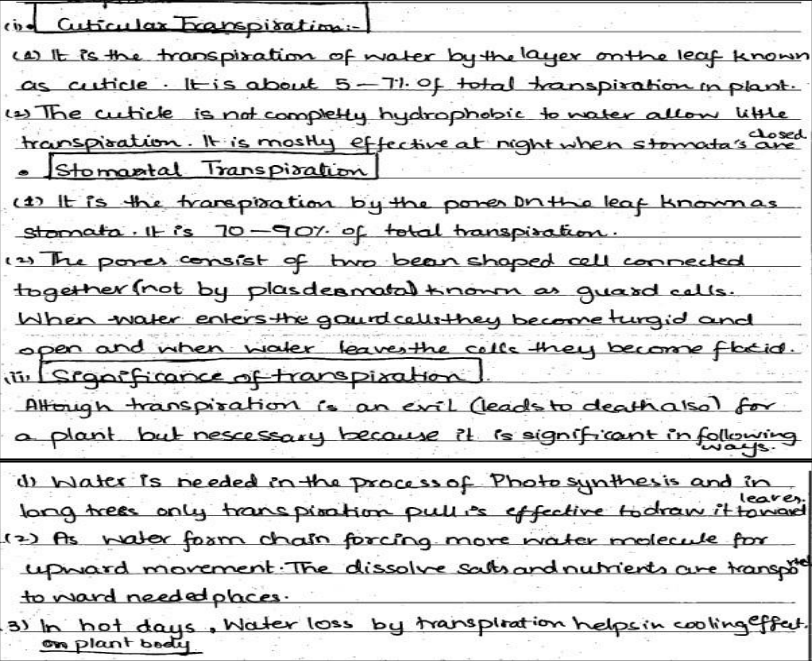 (i). Cuticular Transpiration:-
(1) It is the transpiration of water by the layer on the leaf known
as cuticle. It is about 5-7% of total transpiration in plant.
(2) The cuticle is not completly hydrophobic to water allow little
transpiration. It is mostly effective at night when stomata's are closed
• Stomantal Transpiration
(1) It is the transpiration by the pores on the leaf known as
stomata. It is 70-90% of total transpiration.
(2) The pores consist of two bean shaped cell connected
together (not by plasdesmata) known as guard cells.
When water enters the gaurd cells they become turgid and
open and when water leaves the cells they become flacid.
(ii) Significance of transpiration
Although transpiration is an evil (leads to death also) for
a plant but nescessary because it is significant in following
ways.
(1) Water is needed in the process of Photosynthesis and in
long trees only transpiration pull is effective to draw it toward leaves.
(2) As water form chain forcing more water molecule for
upward movement. The dissolve salts and nutrients are transported
to ward needed places.
3) In hot days, Water loss by transpiration helps in cooling effect.
on plant body